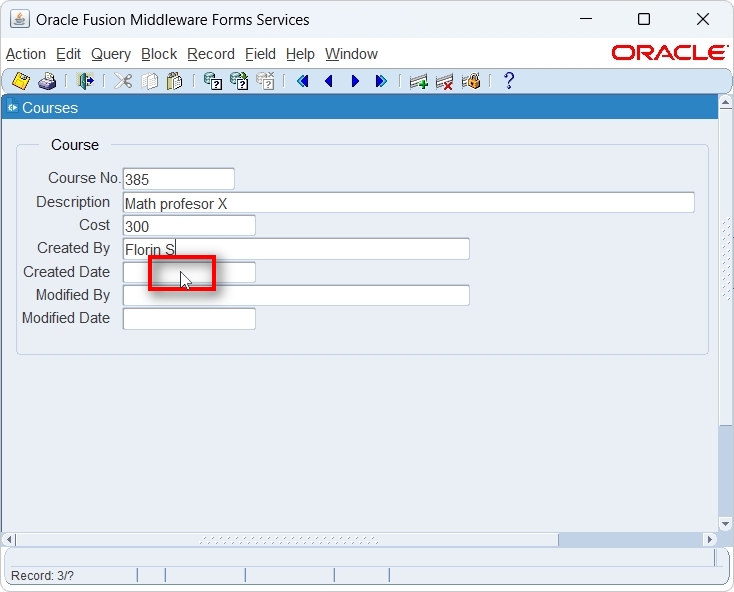 Oracle Fusion Middleware Forms Services
Action Edit Query Block Record Field Help Window ORACLE
?
Courses
Course
Course No. 385
Description Math profesor X
Cost 300
Created By Florin S
Created Date
Modified By
Modified Date
Record: 3/?